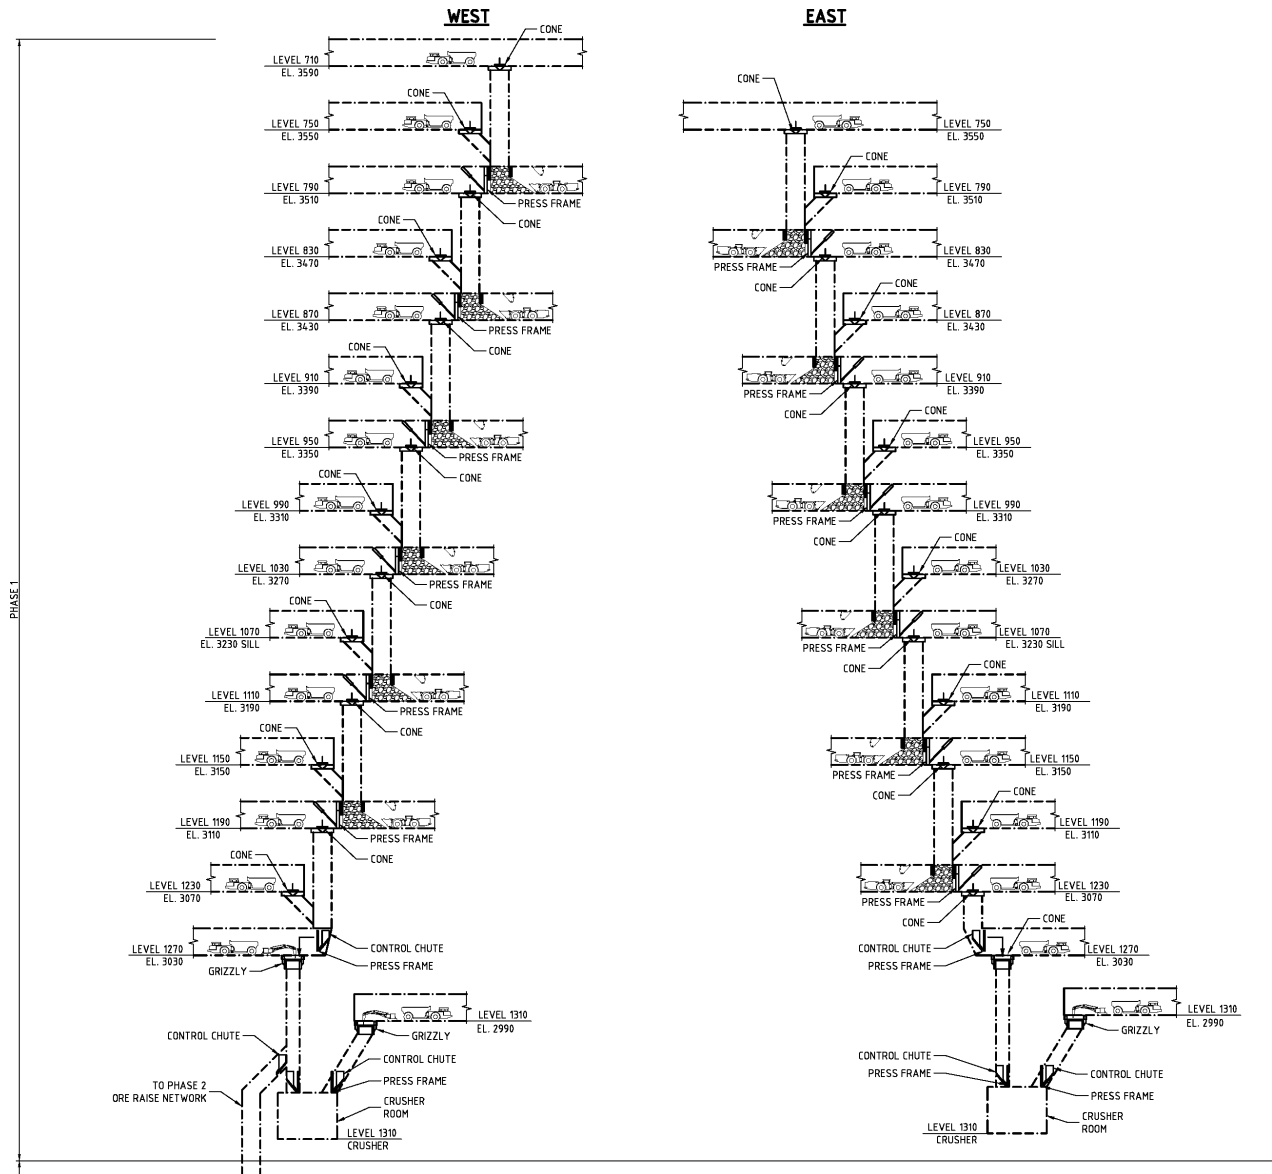 WEST
EAST
CONE
LEVEL 710
EL. 3590
CONE
CONE
LEVEL 750
EL. 3550
LEVEL 750
EL. 3550
CONE
LEVEL 790
EL. 3510
PRESS FRAME
LEVEL 790
EL. 3510
CONE
CONE
LEVEL 830
EL. 3470
LEVEL 830
EL. 3470
PRESS FRAME
CONE
CONE
LEVEL 870
EL. 3430
PRESS FRAME
LEVEL 870
EL. 3430
CONE
CONE
LEVEL 910
EL. 3390
LEVEL 910
EL. 3390
PRESS FRAME
CONE
CONE
LEVEL 950
EL. 3350
PRESS FRAME
LEVEL 950
EL. 3350
CONE
CONE
LEVEL 990
EL. 3310
LEVEL 990
EL. 3310
PRESS FRAME
CONE
CONE
LEVEL 1030
EL. 3270
PRESS FRAME
LEVEL 1030
EL. 3270
CONE
CONE
PHASE 1
LEVEL 1070
EL. 3230 SILL
LEVEL 1070
EL. 3230 SILL
PRESS FRAME
CONE
CONE
LEVEL 1110
EL. 3190
PRESS FRAME
LEVEL 1110
EL. 3190
CONE
CONE
LEVEL 1150
EL. 3150
LEVEL 1150
EL. 3150
PRESS FRAME
CONE
CONE
LEVEL 1190
EL. 3110
PRESS FRAME
LEVEL 1190
EL. 3110
CONE
CONE
LEVEL 1230
EL. 3070
LEVEL 1230
EL. 3070
PRESS FRAME
CONE
CONE
LEVEL 1270
EL. 3030
CONTROL CHUTE
PRESS FRAME
GRIZZLY
CONTROL CHUTE
PRESS FRAME
LEVEL 1270
EL. 3030
LEVEL 1310
EL. 2990
GRIZZLY
LEVEL 1310
EL. 2990
GRIZZLY
CONTROL CHUTE
CONTROL CHUTE
PRESS FRAME
CONTROL CHUTE
PRESS FRAME
CONTROL CHUTE
PRESS FRAME
TO PHASE 2
ORE RAISE NETWORK
CRUSHER
ROOM
CRUSHER
ROOM
LEVEL 1310
CRUSHER
LEVEL 1310
CRUSHER